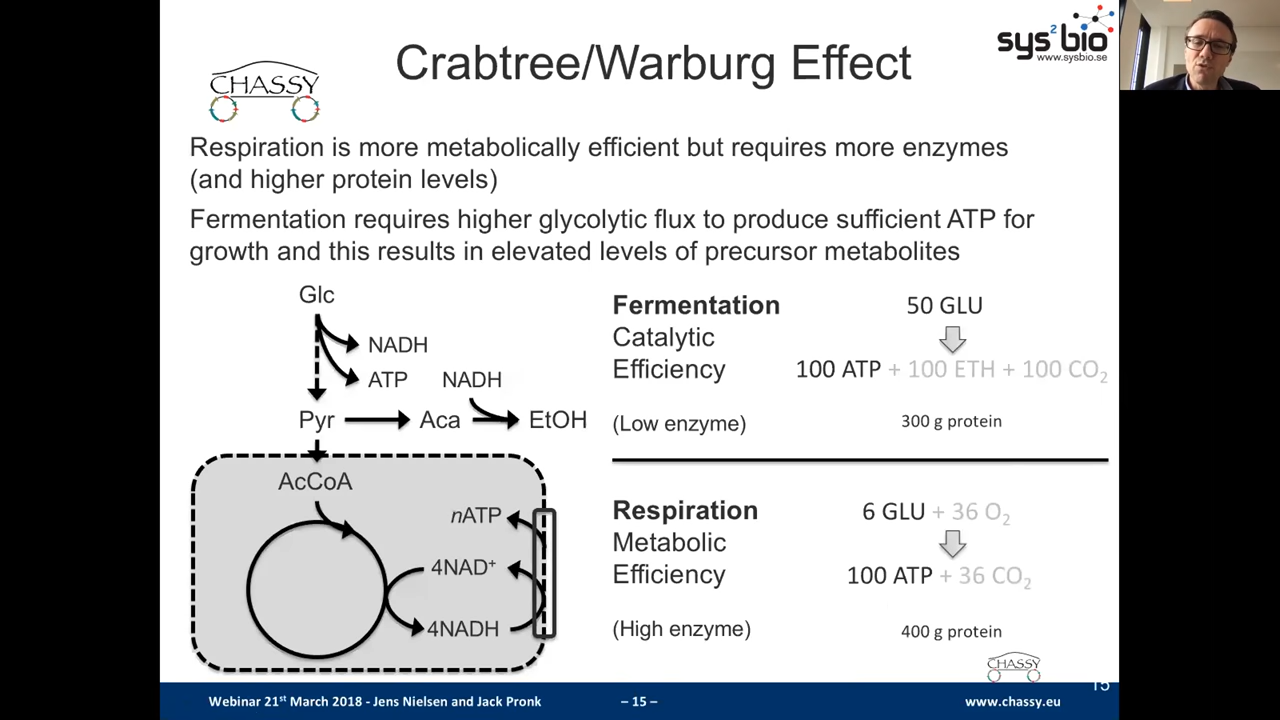 sys2bio
www.sysbio.se
Crabtree/Warburg Effect
CHASSY
Respiration is more metabolically efficient but requires more enzymes
(and higher protein levels)
Fermentation requires higher glycolytic flux to produce sufficient ATP for
growth and this results in elevated levels of precursor metabolites
Glc
NADH
ATP
NADH
Pyr
Aca
EtOH
AcCoA
nATP
4NAD+
4NADH
Fermentation
Catalytic
Efficiency
(Low enzyme)
50 GLU
100 ATP + 100 ETH + 100 CO2
300 g protein
Respiration
Metabolic
Efficiency
(High enzyme)
6 GLU + 36 O2
100 ATP + 36 CO2
400 g protein
CHASSY
15
Webinar 21st March 2018 - Jens Nielsen and Jack Pronk
– 15 –
www.chassy.eu